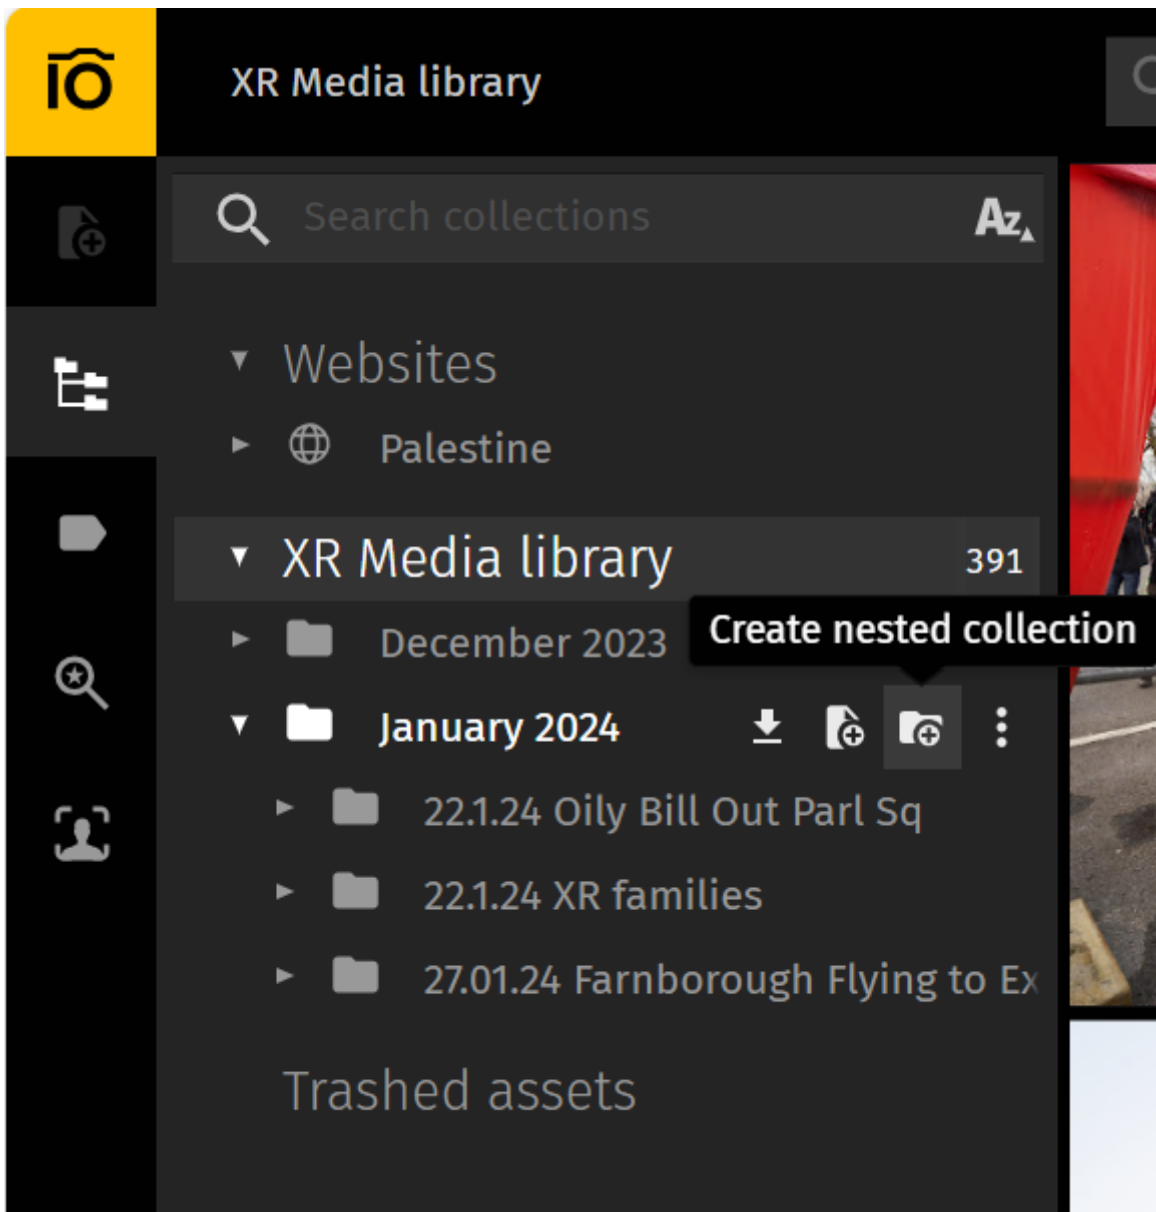 XR Media library
Search collections
Az
Websites
Palestine
XR Media library 391
December 2023
Create nested collection
January 2024
22.1.24 Oily Bill Out Parl Sq
22.1.24 XR families
27.01.24 Farnborough Flying to Ex
Trashed assets